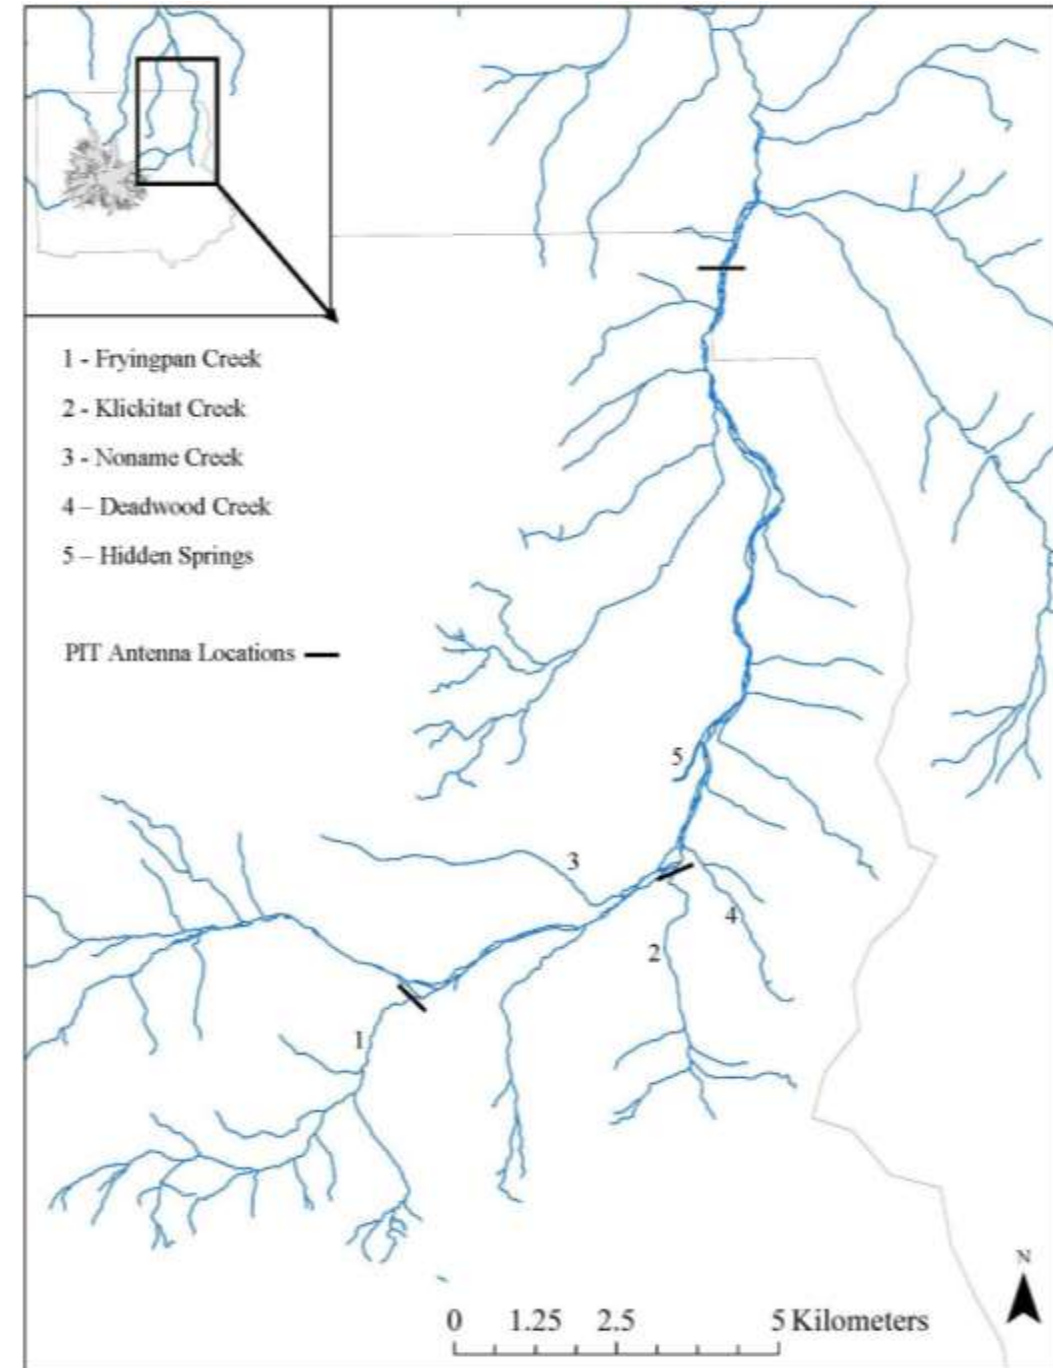 1 - Fryingpan Creek
2 - Klickitat Creek
3 - Noname Creek
4 – Deadwood Creek
5 – Hidden Springs
PIT Antenna Locations
5
3
4
2
1
N
0 1.25 2.5 5 Kilometers